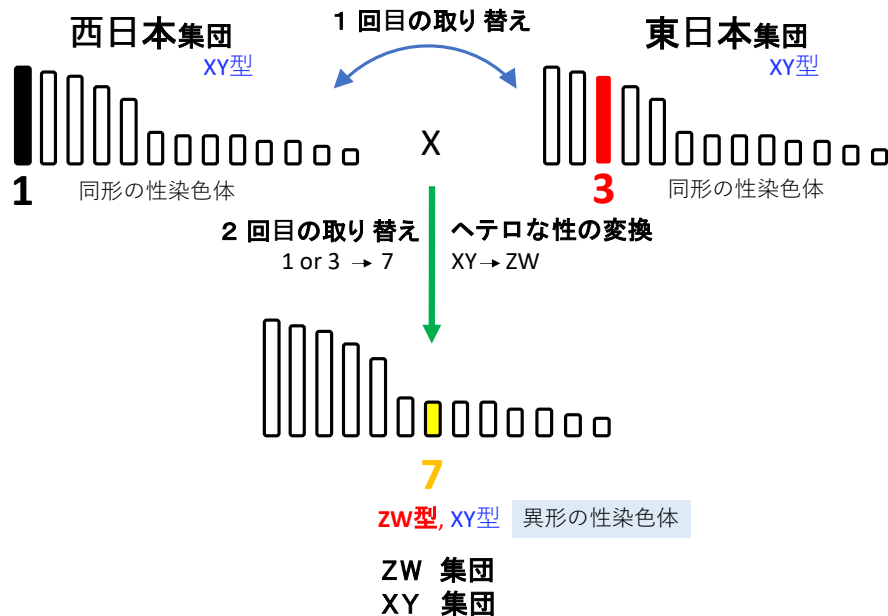 西日本集団
XY型
1回目の取り替え
東日本集団
XY型
1
同形の性染色体
X
3
同形の性染色体
2回目の取り替え
1 or 3 → 7
ヘテロな性の変換
XY→ZW
7
ZW型, XY型
異形の性染色体
ZW 集団
XY 集団